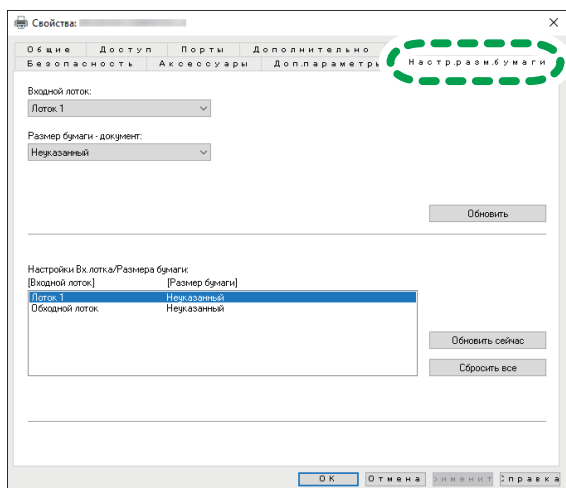 Свойства:
Общие Доступ Порты Дополнительно
Безопасность Аксессуары Доп.параметры Настр.разм.бумаги
Входной лоток:
Лоток 1
Размер бумаги - документ:
Неуказанный
Обновить
Настройки Вх.лотка/Размера бумаги:
[Входной лоток] [Размер бумаги]
Лоток 1 Неуказанный
Обходной лоток Неуказанный
Обновить сейчас
Сбросить все
ОК Отмена рименит Справка